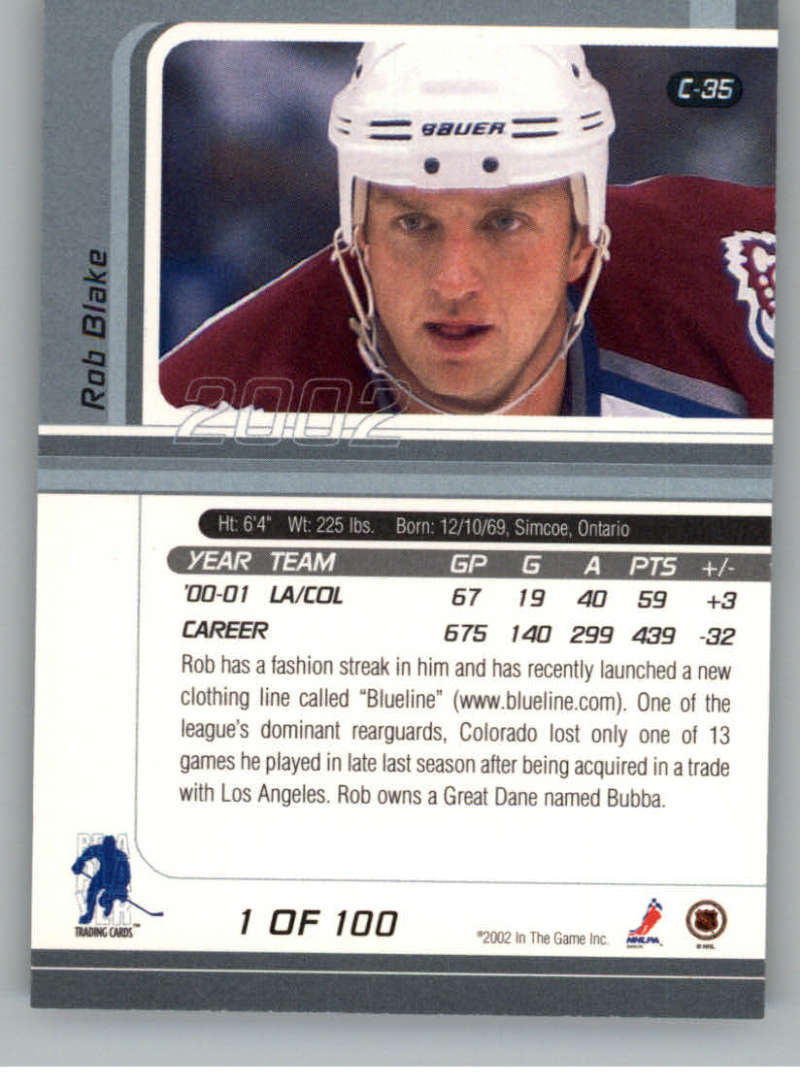 C-35
BAUER
Rob Blake
2002
Ht: 6'4" Wt: 225 lbs. Born: 12/10/69, Simcoe, Ontario
YEAR TEAM GP G A PTS +/-
'00-01 LA/COL 67 19 40 59 +3
CAREER 675 140 299 439 -32
Rob has a fashion streak in him and has recently launched a new
clothing line called "Blueline" (www.blueline.com). One of the
league's dominant rearguards, Colorado lost only one of 13
games he played in late last season after being acquired in a trade
with Los Angeles. Rob owns a Great Dane named Bubba.
BE A
PLAYER
TRADING CARDS™
1 OF 100
©2002 In The Game Inc.
NHLPA
© NHL